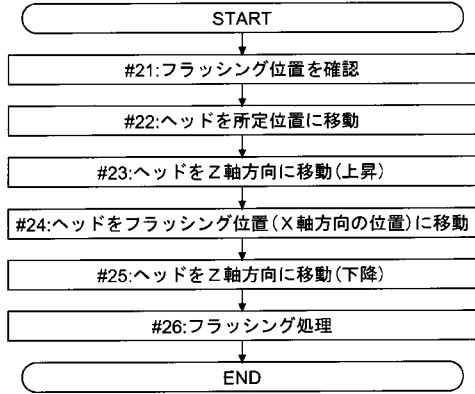 START
#21:フラッシング位置を確認
#22:ヘッドを所定位置に移動
#23:ヘッドをZ軸方向に移動(上昇)
#24:ヘッドをフラッシング位置(X軸方向の位置)に移動
#25:ヘッドをZ軸方向に移動(下降)
#26:フラッシング処理
END